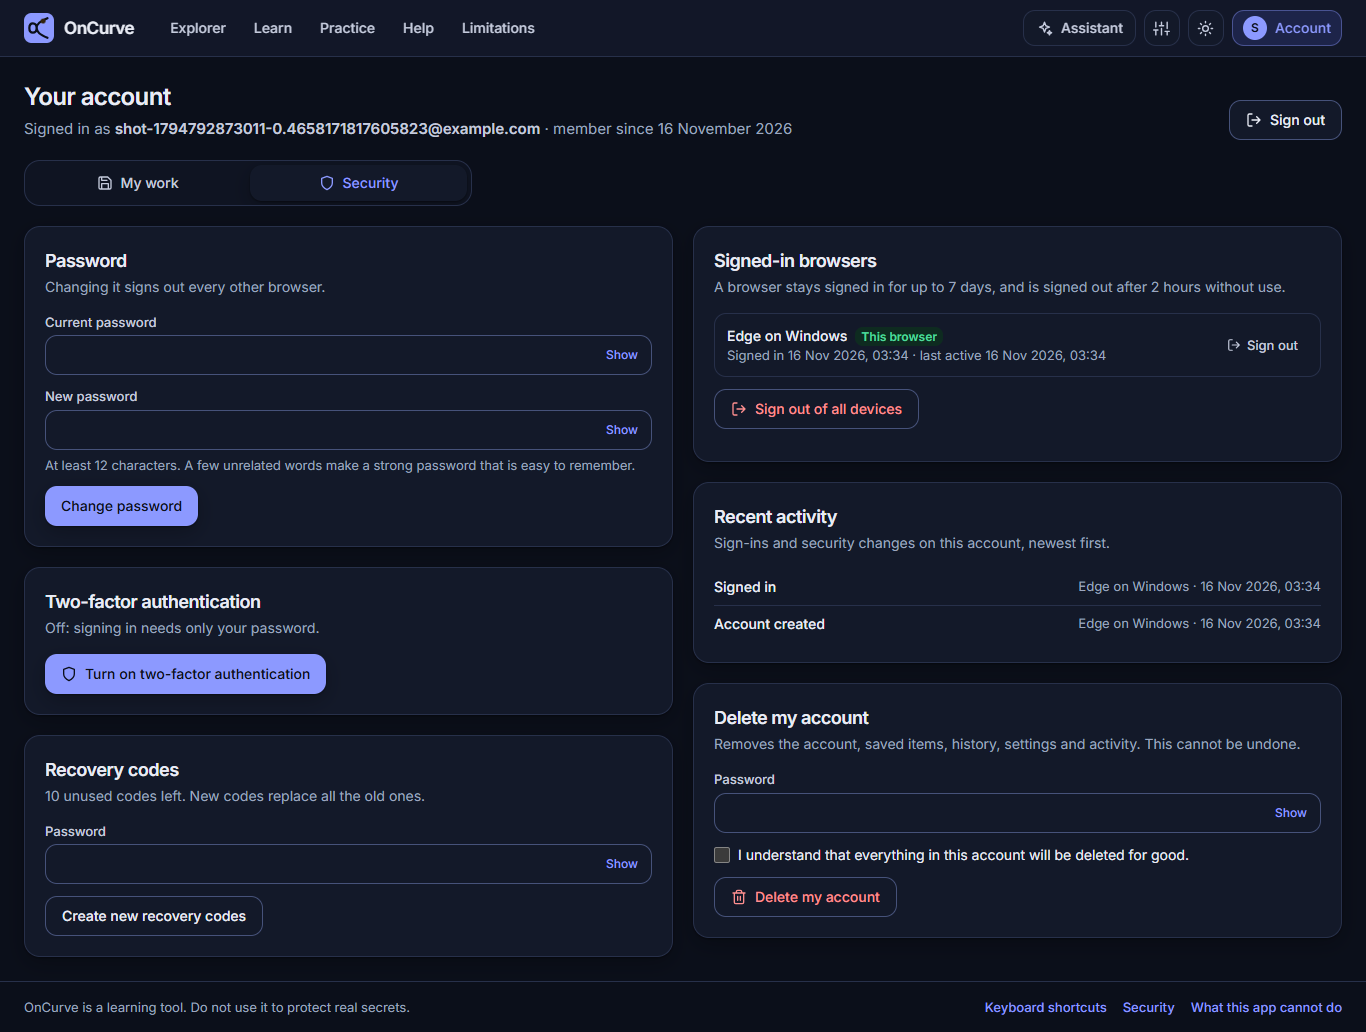 OnCurve
Explorer
Learn
Practice
Help
Limitations
Assistant
S
Account
Your account
Signed in as shot-1794792873011-0.4658171817605823@example.com · member since 16 November 2026
Sign out
My work
Security
Password
Changing it signs out every other browser.
Current password
Show
New password
Show
At least 12 characters. A few unrelated words make a strong password that is easy to remember.
Change password
Two-factor authentication
Off: signing in needs only your password.
Turn on two-factor authentication
Recovery codes
10 unused codes left. New codes replace all the old ones.
Password
Show
Create new recovery codes
Signed-in browsers
A browser stays signed in for up to 7 days, and is signed out after 2 hours without use.
Edge on Windows This browser
Signed in 16 Nov 2026, 03:34 · last active 16 Nov 2026, 03:34
Sign out
Sign out of all devices
Recent activity
Sign-ins and security changes on this account, newest first.
Signed in Edge on Windows · 16 Nov 2026, 03:34
Account created Edge on Windows · 16 Nov 2026, 03:34
Delete my account
Removes the account, saved items, history, settings and activity. This cannot be undone.
Password
Show
I understand that everything in this account will be deleted for good.
Delete my account
OnCurve is a learning tool. Do not use it to protect real secrets.
Keyboard shortcuts
Security
What this app cannot do